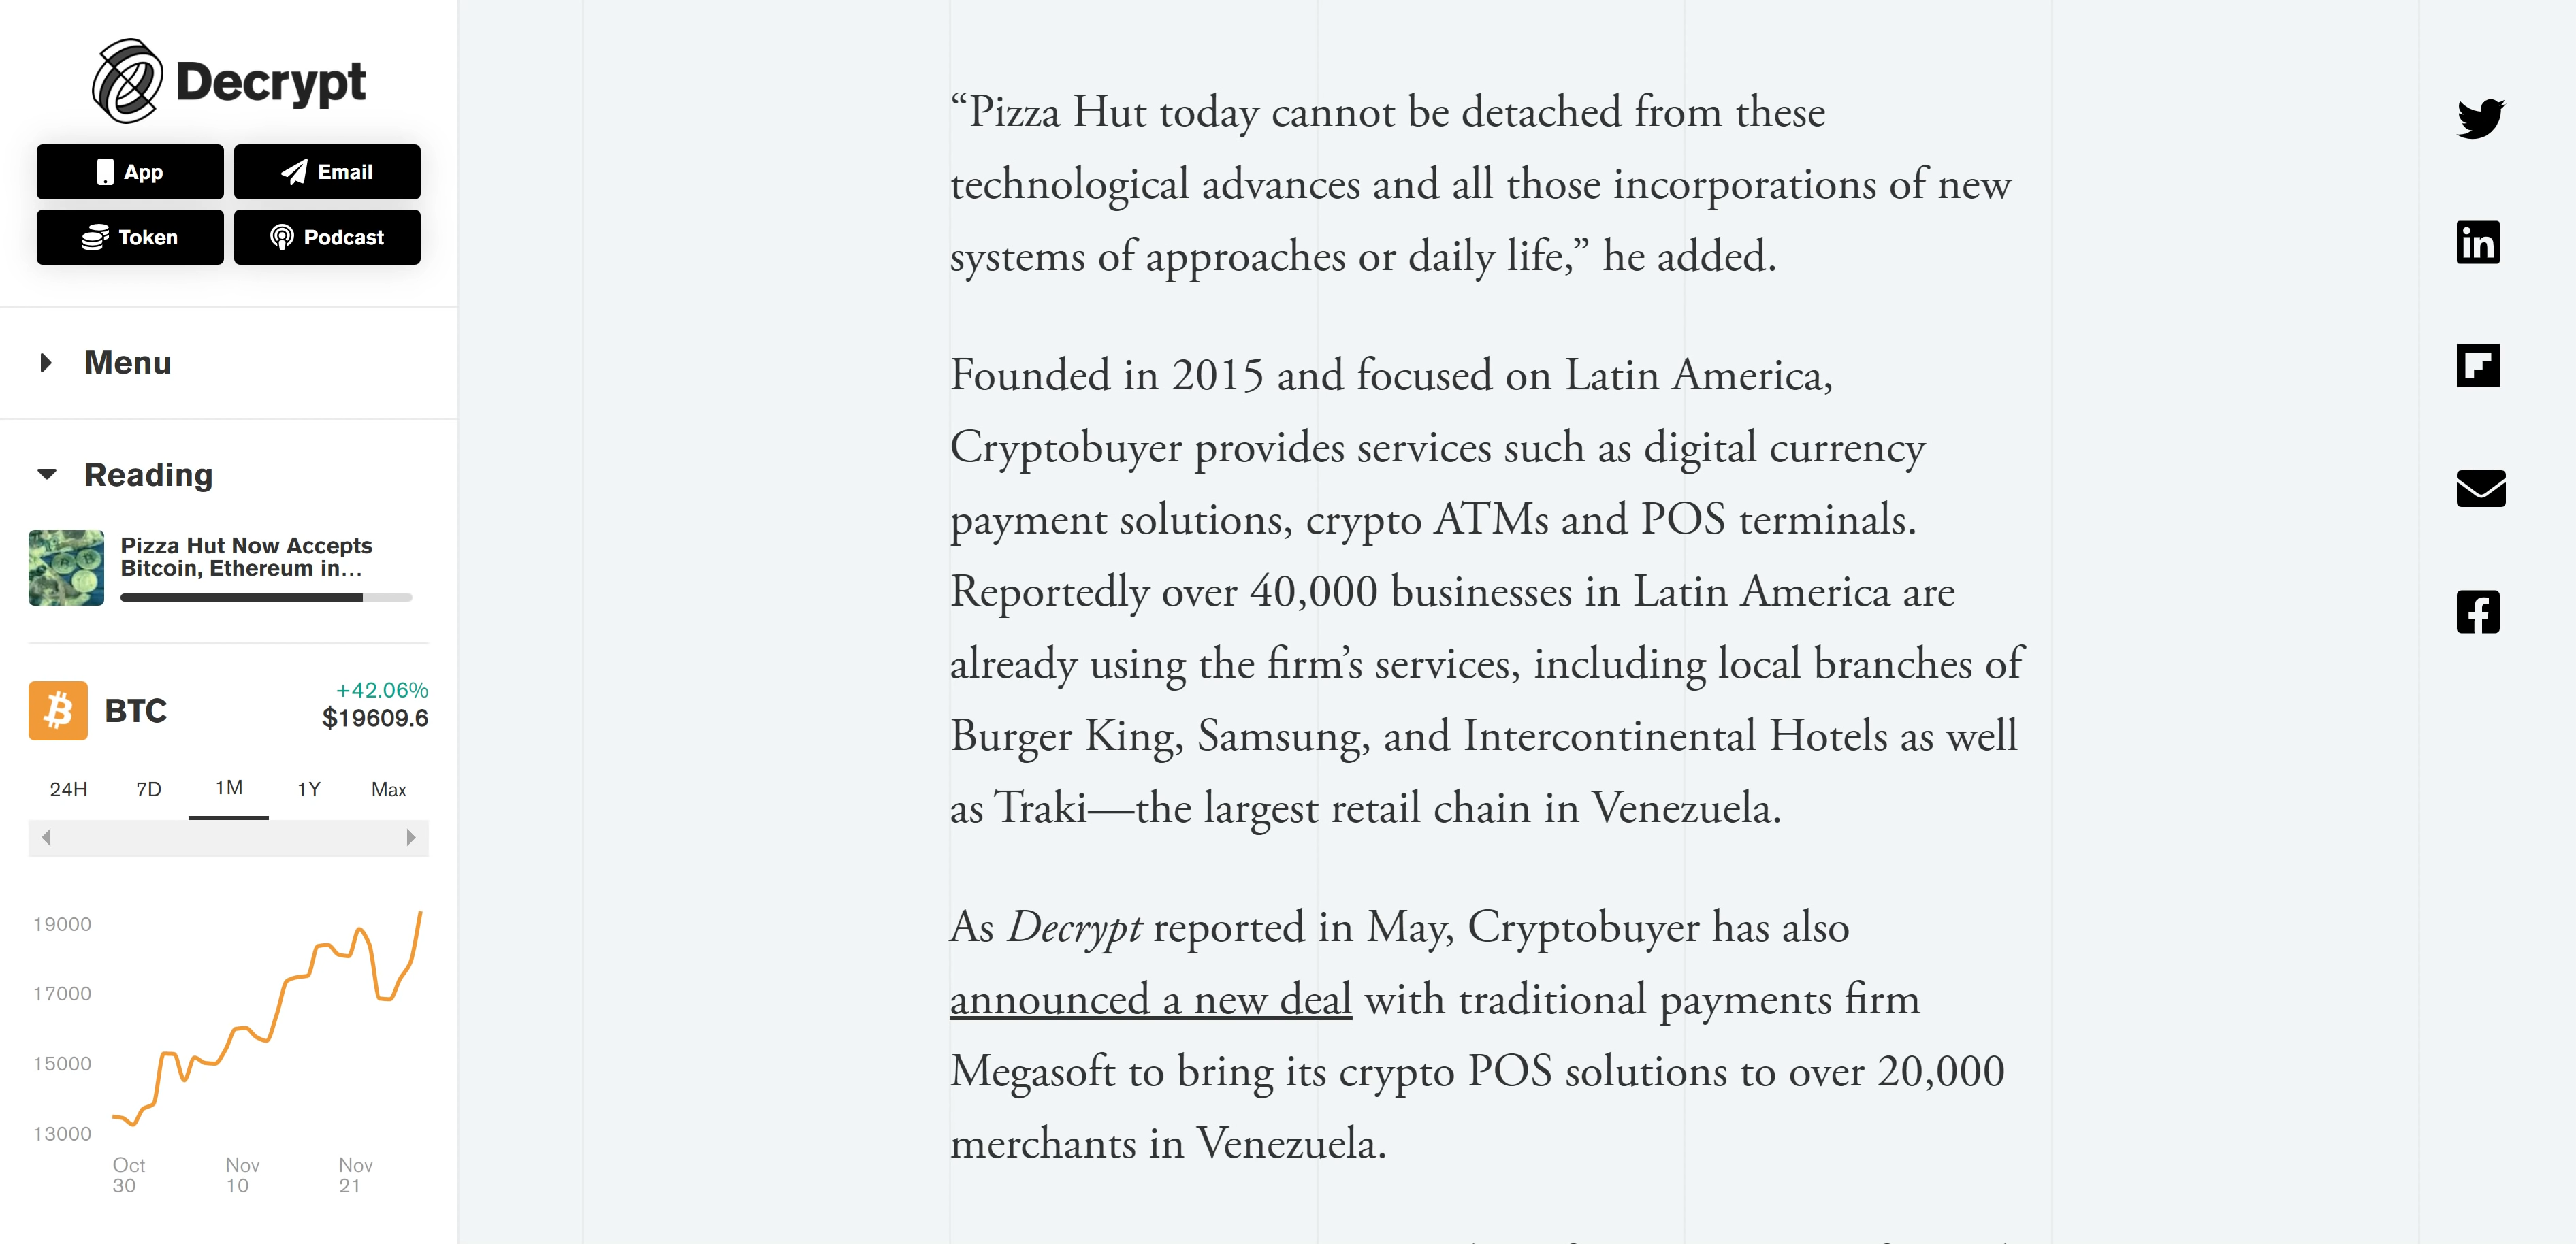 Decrypt
App
Email
Token
Podcast
Menu
Reading
Pizza Hut Now Accepts
Bitcoin, Ethereum in...
BTC
+42.06%
$19609.6
24H 7D 1M 1Y Max
19000
17000
15000
13000
Oct 30
Nov 10
Nov 21
“Pizza Hut today cannot be detached from these
technological advances and all those incorporations of new
systems of approaches or daily life,” he added.
Founded in 2015 and focused on Latin America,
Cryptobuyer provides services such as digital currency
payment solutions, crypto ATMs and POS terminals.
Reportedly over 40,000 businesses in Latin America are
already using the firm’s services, including local branches of
Burger King, Samsung, and Intercontinental Hotels as well
as Traki—the largest retail chain in Venezuela.
As Decrypt reported in May, Cryptobuyer has also
announced a new deal with traditional payments firm
Megasoft to bring its crypto POS solutions to over 20,000
merchants in Venezuela.